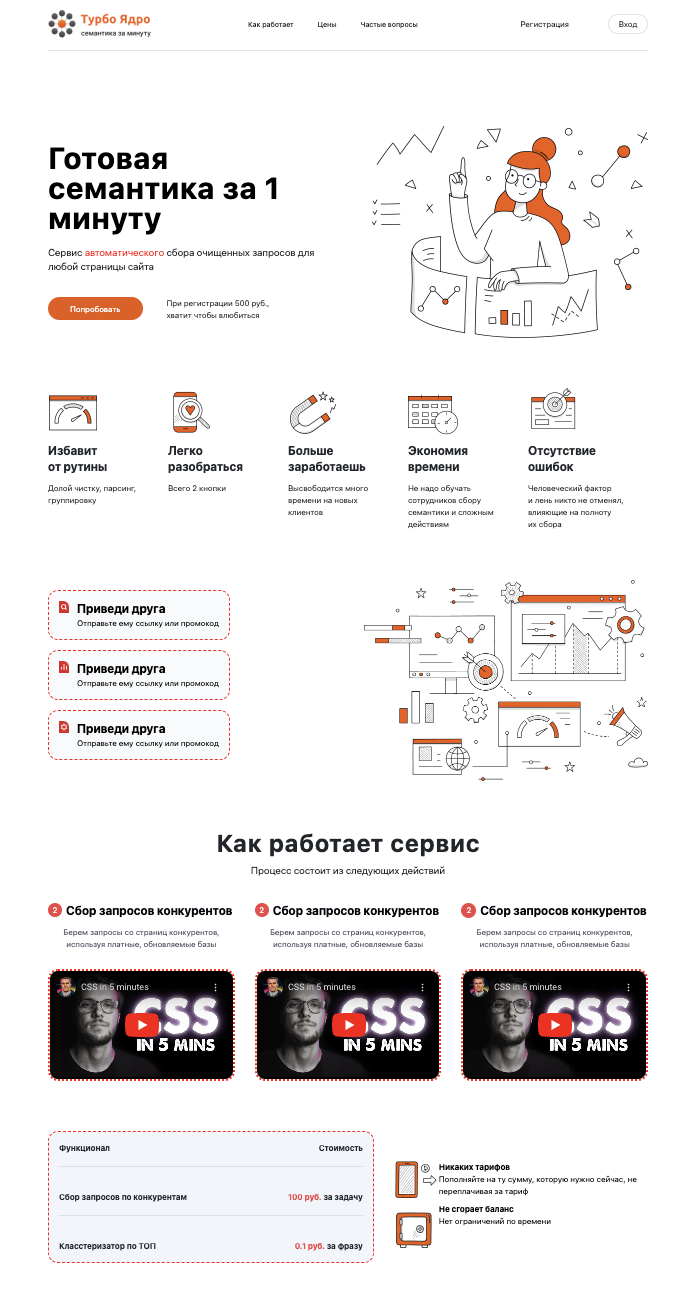 Турбо Ядро
семантика за минуту
Как работает
Цены
Частые вопросы
Регистрация
Вход
Готовая
семантика за 1
минуту
Сервис автоматического сбора очищенных запросов для
любой страницы сайта
Попробовать
При регистрации 500 руб.,
хватит чтобы влюбиться
Избавит
от рутины
Долой чистку, парсинг,
группировку
Легко
разобраться
Всего 2 кнопки
Больше
заработаешь
Высвободится много
времени на новых
клиентов
Экономия
времени
Не надо обучать
сотрудников сбору
семантики и сложным
действиям
Отсутствие
ошибок
Человеческий фактор
и лень никто не отменял,
влияющие на полноту
их сбора
Приведи друга
Отправьте ему ссылку или промокод
Приведи друга
Отправьте ему ссылку или промокод
Приведи друга
Отправьте ему ссылку или промокод
Как работает сервис
Процесс состоит из следующих действий
2 Сбор запросов конкурентов
Берем запросы со страниц конкурентов,
используя платные, обновляемые базы
CSS in 5 minutes
CSS
IN 5 MINS
2 Сбор запросов конкурентов
Берем запросы со страниц конкурентов,
используя платные, обновляемые базы
CSS in 5 minutes
CSS
IN 5 MINS
2 Сбор запросов конкурентов
Берем запросы со страниц конкурентов,
используя платные, обновляемые базы
CSS in 5 minutes
CSS
IN 5 MINS
Функционал Стоимость
Сбор запросов по конкурентам 100 руб. за задачу
Класстеризатор по ТОП 0.1 руб. за фразу
Никаких тарифов
Пополняйте на ту сумму, которую нужно сейчас, не
переплачивая за тариф
Не сгорает баланс
Нет ограничений по времени